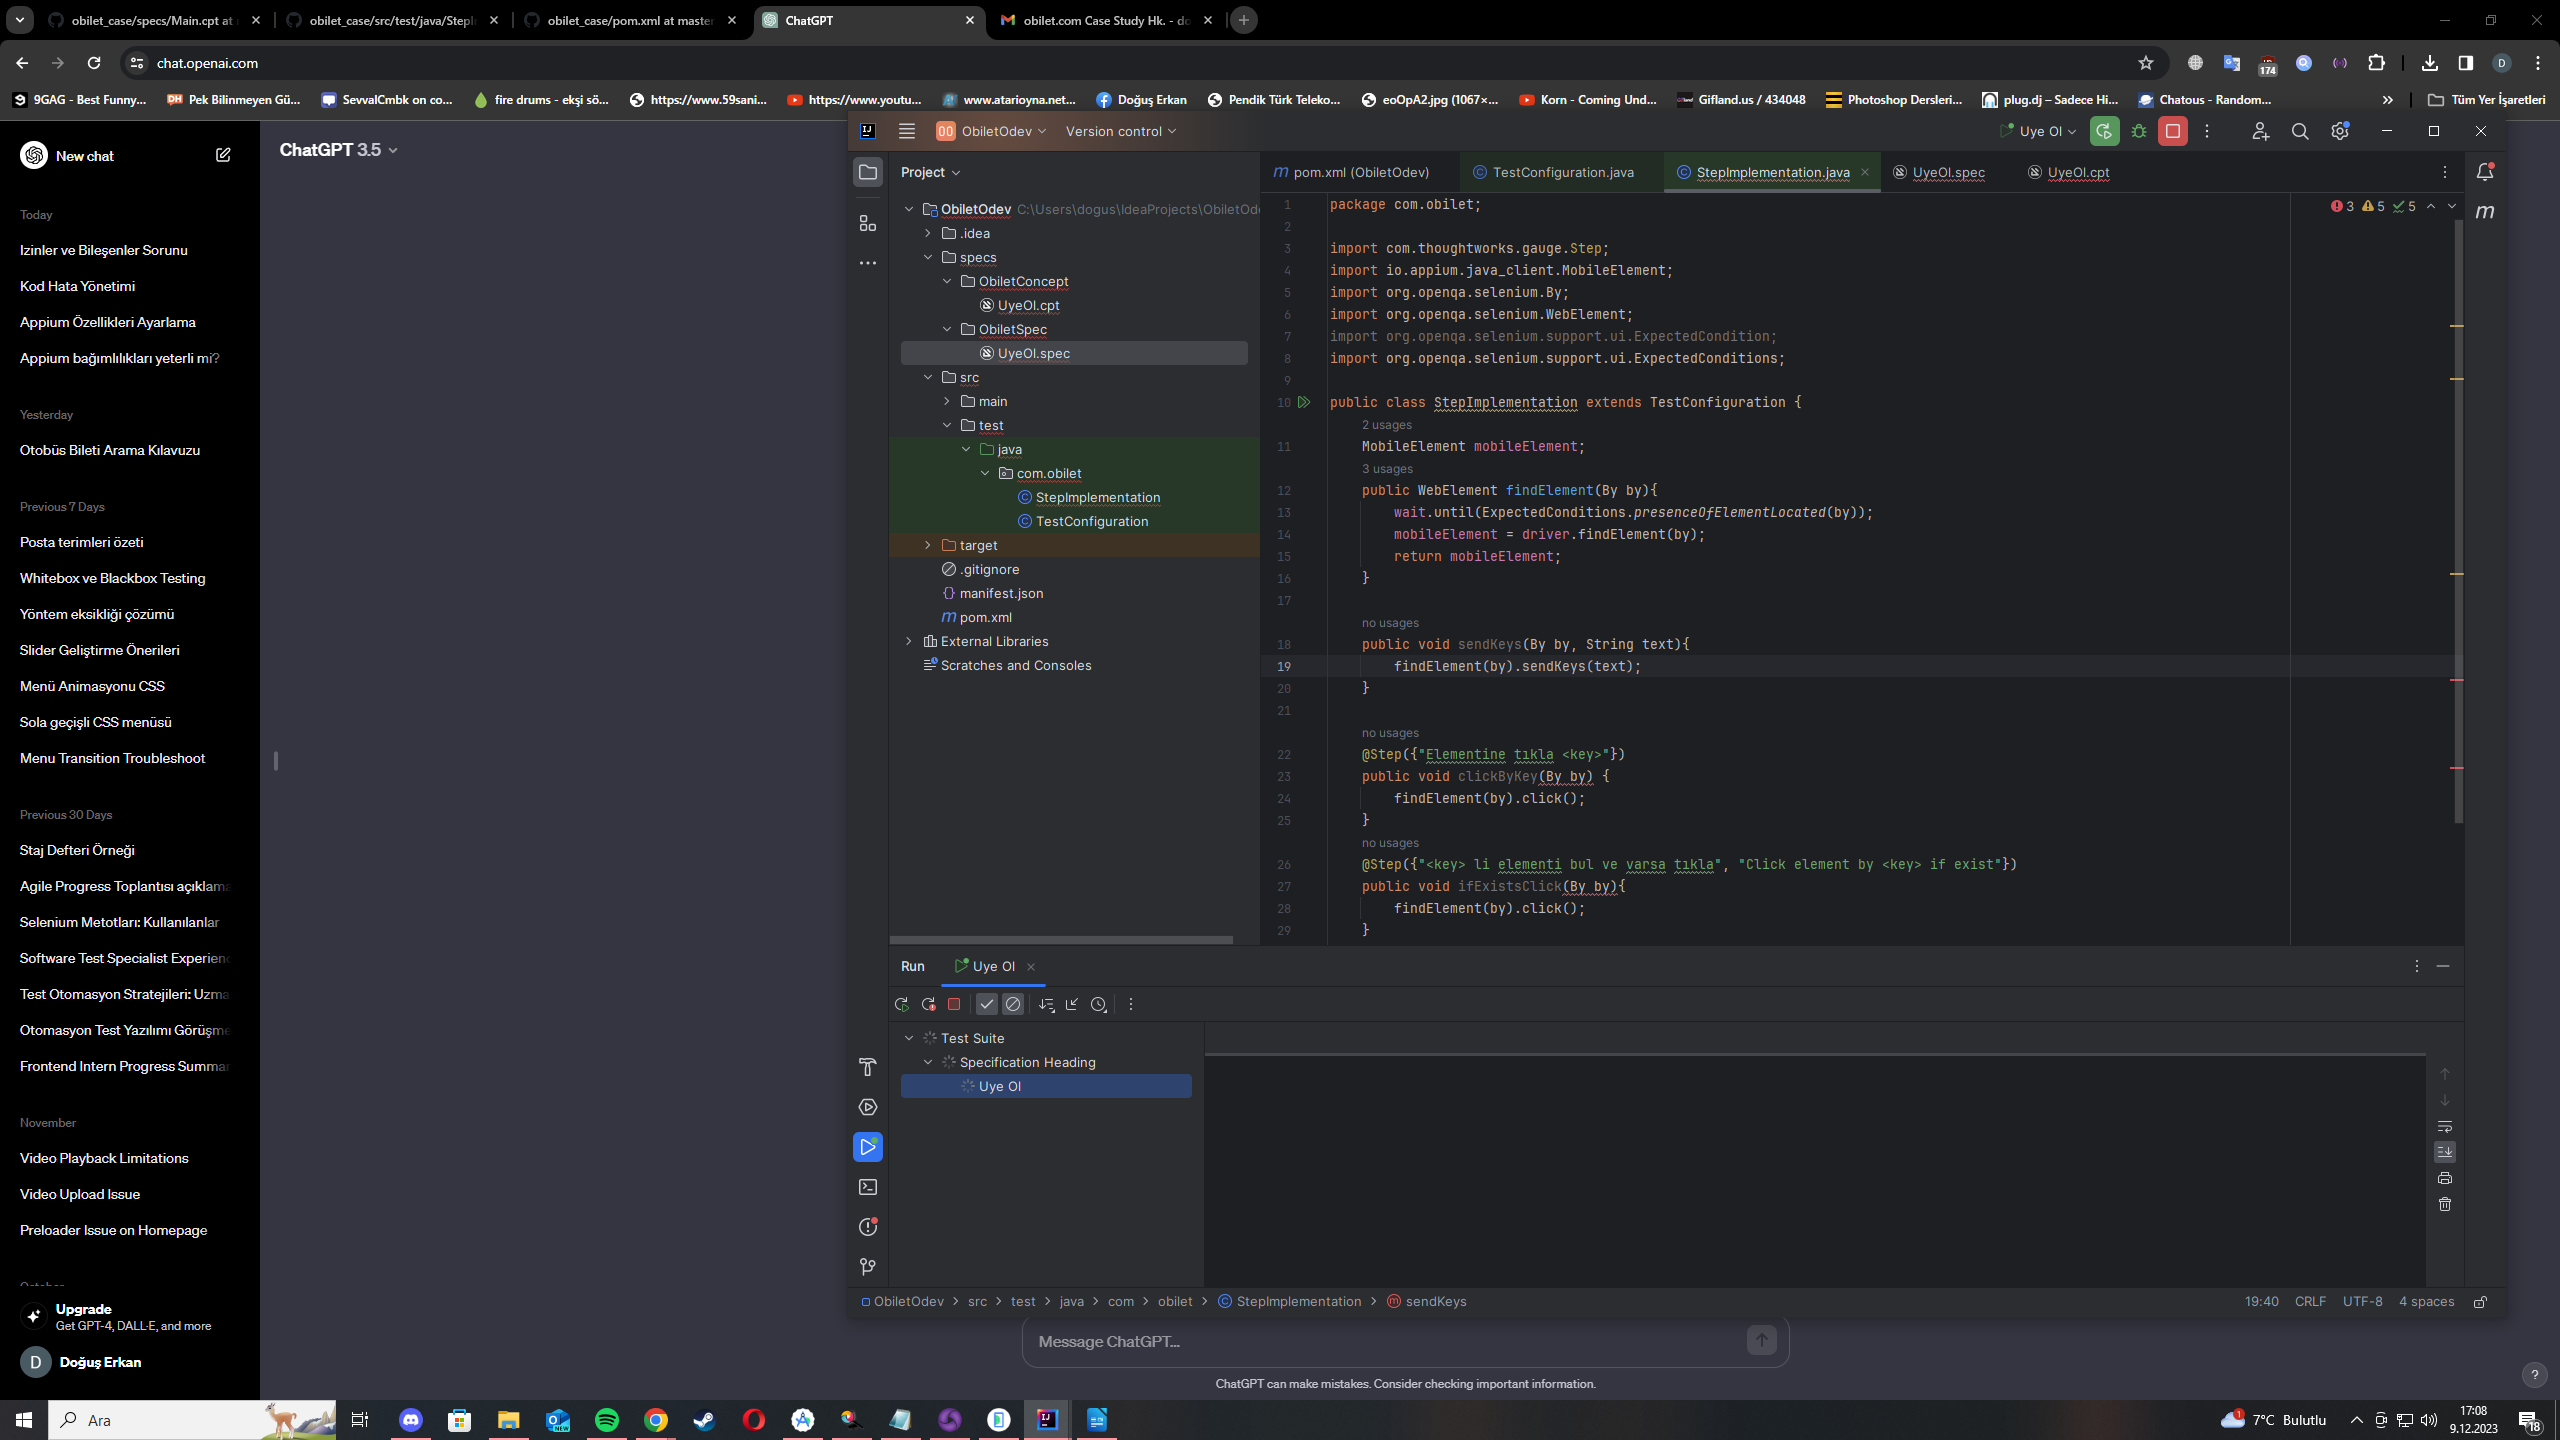 obilet_case/specs/Main.cpt at
obilet_case/src/test/java/StepI
obilet_case/pom.xml at master
ChatGPT
obilet.com Case Study Hk. - do
chat.openai.com
174
D
9GAG - Best Funny...
Pek Bilinmeyen Gü...
SevvalCmbk on co...
fire drums - ekşi sö...
https://www.59sani...
https://www.youtu...
www.atarioyna.net...
Doğuş Erkan
Pendik Türk Teleko...
eoOpA2.jpg (1067×...
Korn - Coming Und...
Gifland.us / 434048
Photoshop Dersleri...
plug.dj – Sadece Hi...
Chatous - Random...
Tüm Yer İşaretleri
New chat
ChatGPT 3.5
Today
Izinler ve Bileşenler Sorunu
Kod Hata Yönetimi
Appium Özellikleri Ayarlama
Appium bağımlılıkları yeterli mi?
Yesterday
Otobüs Bileti Arama Kılavuzu
Previous 7 Days
Posta terimleri özeti
Whitebox ve Blackbox Testing
Yöntem eksikliği çözümü
Slider Geliştirme Önerileri
Menü Animasyonu CSS
Sola geçişli CSS menüsü
Menu Transition Troubleshoot
Previous 30 Days
Staj Defteri Örneği
Agile Progress Toplantısı açıklama
Selenium Metotları: Kullanılanlar
Software Test Specialist Experienc
Test Otomasyon Stratejileri: Uzma
Otomasyon Test Yazılımı Görüşme
Frontend Intern Progress Summar
November
Video Playback Limitations
Video Upload Issue
Preloader Issue on Homepage
October
Upgrade
Get GPT-4, DALL·E, and more
D
Doğuş Erkan
IJ
OO
ObiletOdev
Version control
Uye Ol
Project
ObiletOdev C:\Users\dogus\IdeaProjects\ObiletOde
.idea
specs
ObiletConcept
UyeOl.cpt
ObiletSpec
UyeOl.spec
src
main
test
java
com.obilet
StepImplementation
TestConfiguration
target
.gitignore
manifest.json
pom.xml
External Libraries
Scratches and Consoles
pom.xml (ObiletOdev)
TestConfiguration.java
StepImplementation.java
UyeOl.spec
UyeOl.cpt
3 5 5
1 package com.obilet;
2
3 import com.thoughtworks.gauge.Step;
4 import io.appium.java_client.MobileElement;
5 import org.openqa.selenium.By;
6 import org.openqa.selenium.WebElement;
7 import org.openqa.selenium.support.ui.ExpectedCondition;
8 import org.openqa.selenium.support.ui.ExpectedConditions;
9
10 public class StepImplementation extends TestConfiguration {
2 usages
11 MobileElement mobileElement;
3 usages
12 public WebElement findElement(By by){
13 wait.until(ExpectedConditions.presenceOfElementLocated(by));
14 mobileElement = driver.findElement(by);
15 return mobileElement;
16 }
17
no usages
18 public void sendKeys(By by, String text){
19 findElement(by).sendKeys(text);
20 }
21
no usages
22 @Step({"Elementine tıkla <key>"})
23 public void clickByKey(By by) {
24 findElement(by).click();
25 }
no usages
26 @Step({"<key> li elementi bul ve varsa tıkla", "Click element by <key> if exist"})
27 public void ifExistsClick(By by){
28 findElement(by).click();
29 }
Run
Uye Ol
Test Suite
Specification Heading
Uye Ol
ObiletOdev > src > test > java > com > obilet > StepImplementation > sendKeys
19:40 CRLF UTF-8 4 spaces
Message ChatGPT...
ChatGPT can make mistakes. Consider checking important information.
?
Ara
NEW
IJ
1
7°C Bulutlu
17:08
9.12.2023
18